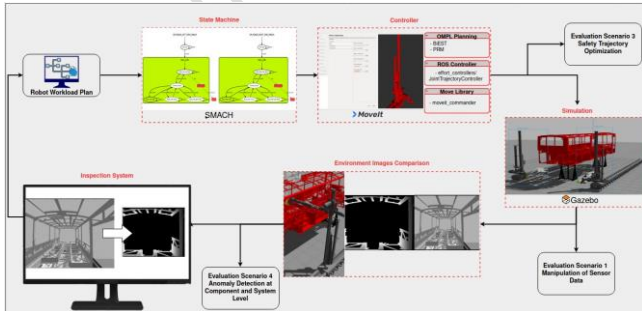 State Machine
Controller
Robot Workload Plan
SMACH
MoveIt
OMPL Planning
- BiEST
- PRM
ROS Controller
- effort_controllers/
JointTrajectoryController
Move Library
- moveit_commander
Evaluation Scenario 3
Safety Trajectory
Optimization
Simulation
Gazebo
Evaluation Scenario 1
Manipulation of Sensor
Data
Environment Images Comparison
Evaluation Scenario 4
Anomaly Detection at
Component and System
Level
Inspection System